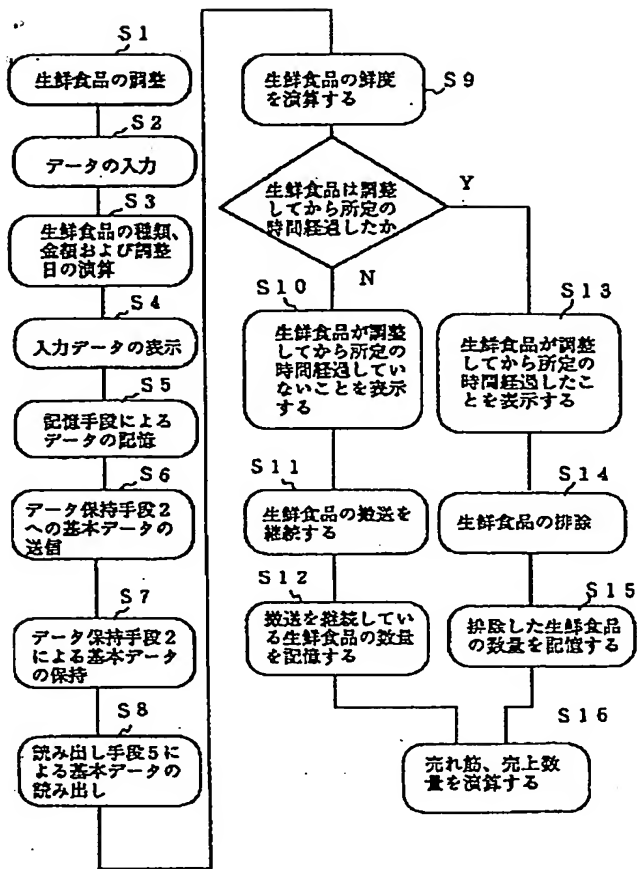 S1
生鮮食品の調整
S2
データの入力
S3
生鮮食品の種類、
金額および調整
日の演算
S4
入力データの表示
S5
記憶手段による
データの記憶
S6
データ保持手段2
への基本データの
送信
S7
データ保持手段2
による基本データ
の保持
S8
読み出し手段5に
よる基本データの
読み出し
S9
生鮮食品の鮮度
を演算する
生鮮食品は調整
してから所定の
時間経過したか
Y
N
S10
生鮮食品が調整
してから所定の
時間経過してい
ないことを表示
する
S11
生鮮食品の搬送を
継続する
S12
搬送を継続してい
る生鮮食品の数量
を記憶する
S13
生鮮食品が調整
してから所定の
時間経過したこ
とを表示する
S14
生鮮食品の排除
S15
排除した生鮮食品
の数量を記憶する
S16
売れ筋、売上数
量を演算する